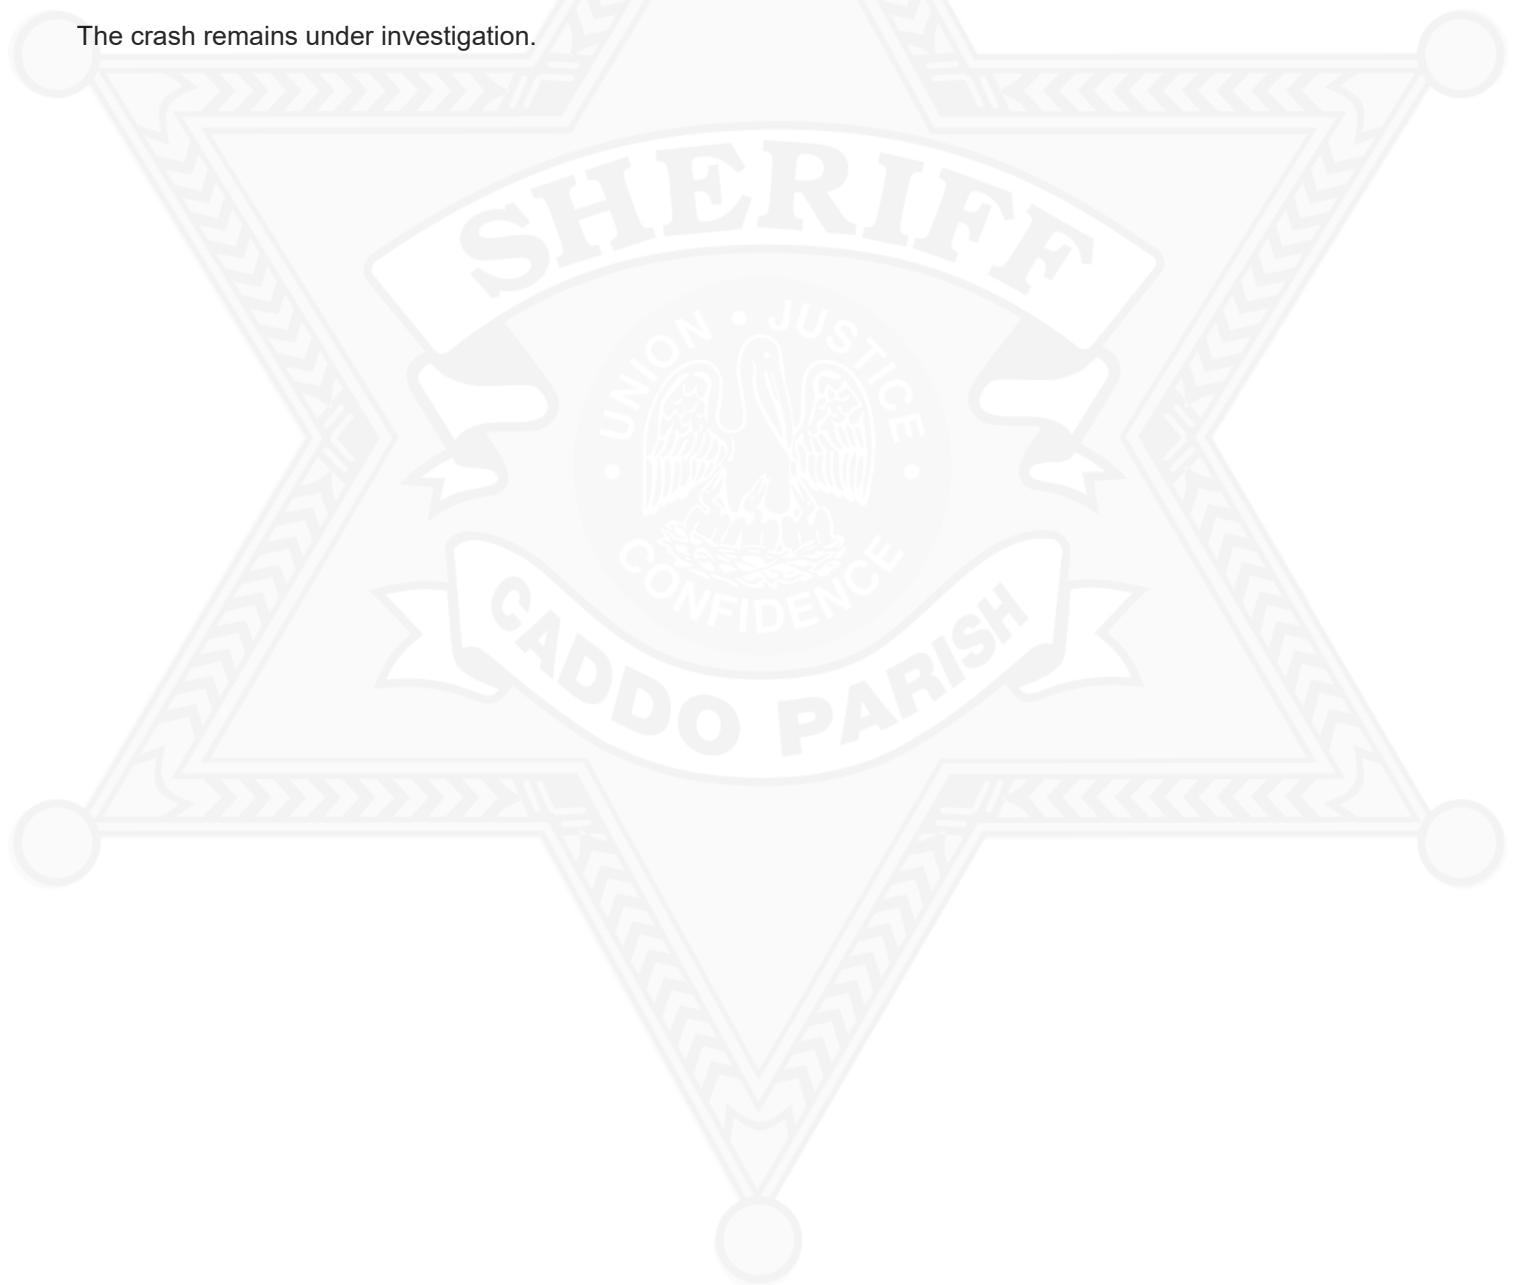 The crash remains under investigation.
SHERIFF
UNION • JUSTICE
• CONFIDENCE •
CADDO PARISH